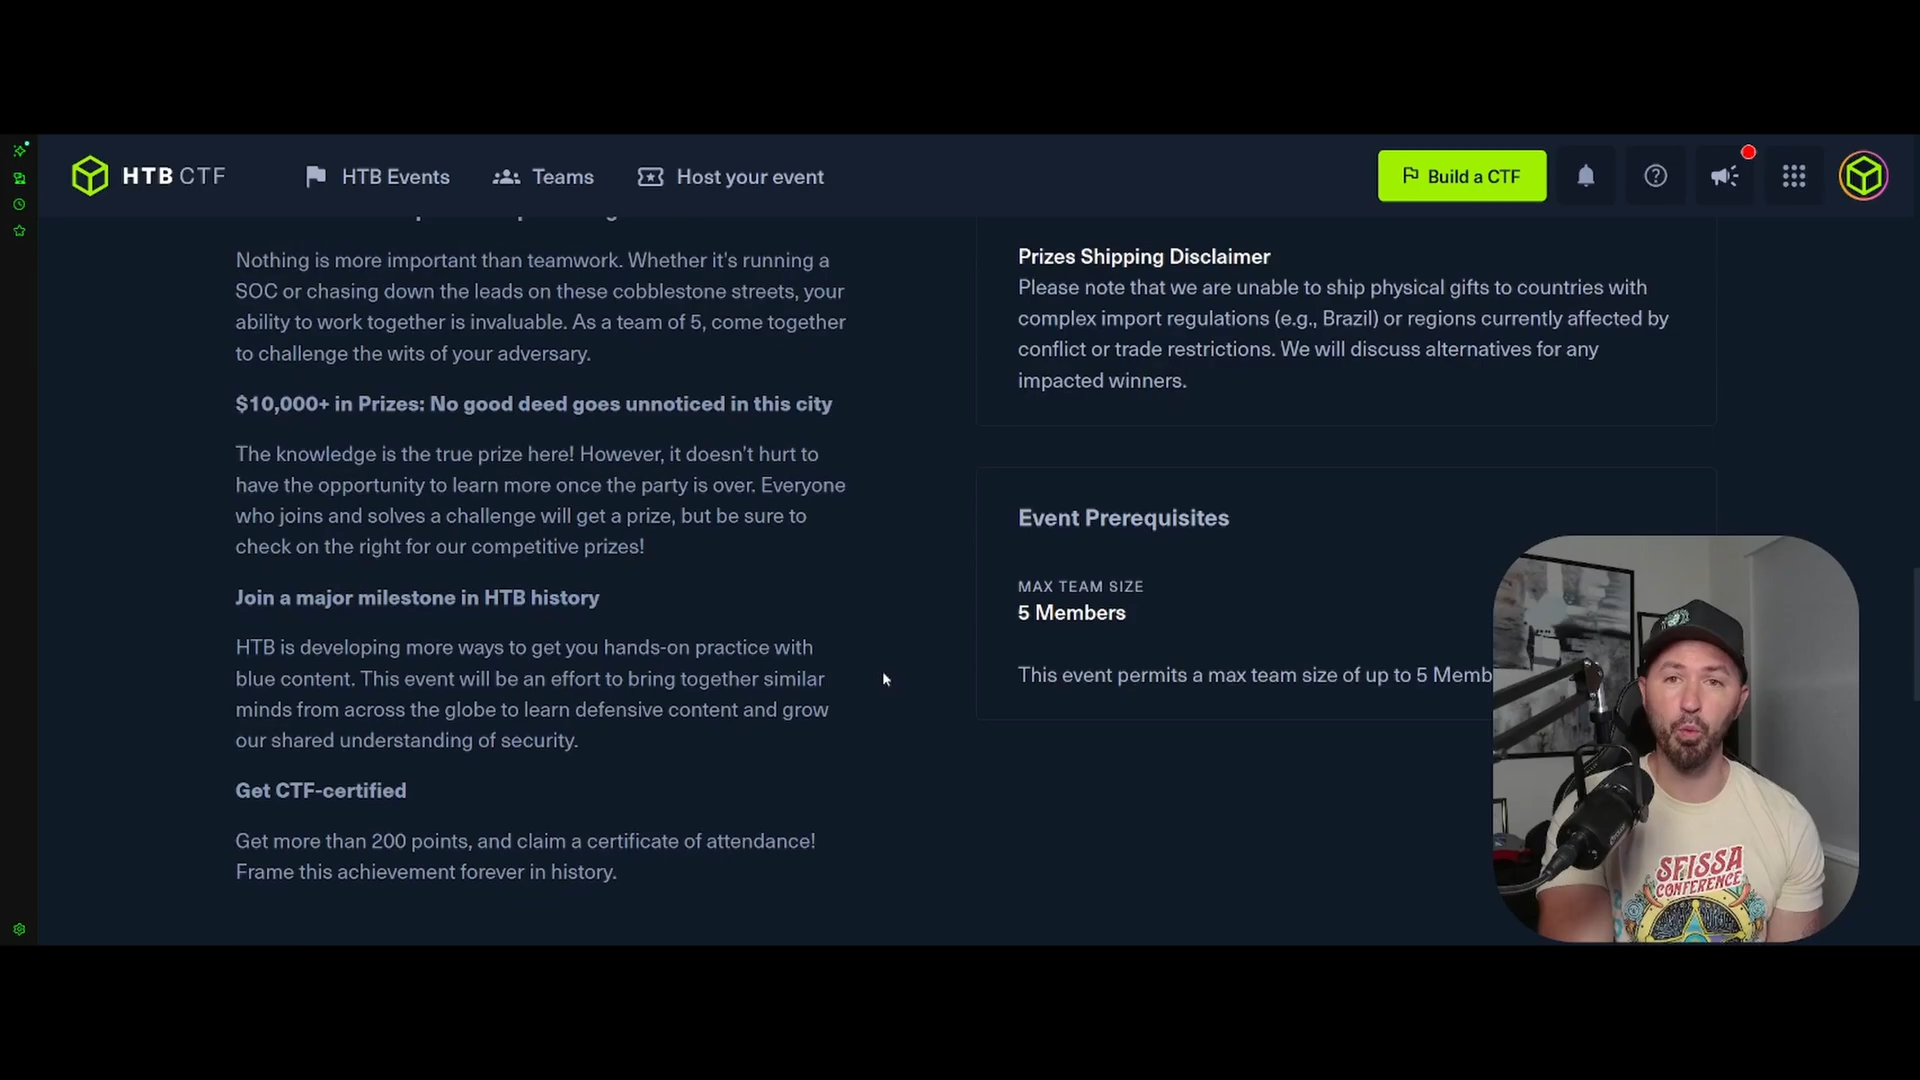 HTB CTF
HTB Events
Teams
Host your event
Build a CTF
Nothing is more important than teamwork. Whether it's running a
SOC or chasing down the leads on these cobblestone streets, your
ability to work together is invaluable. As a team of 5, come together
to challenge the wits of your adversary.
$10,000+ in Prizes: No good deed goes unnoticed in this city
The knowledge is the true prize here! However, it doesn't hurt to
have the opportunity to learn more once the party is over. Everyone
who joins and solves a challenge will get a prize, but be sure to
check on the right for our competitive prizes!
Join a major milestone in HTB history
HTB is developing more ways to get you hands-on practice with
blue content. This event will be an effort to bring together similar
minds from across the globe to learn defensive content and grow
our shared understanding of security.
Get CTF-certified
Get more than 200 points, and claim a certificate of attendance!
Frame this achievement forever in history.
Prizes Shipping Disclaimer
Please note that we are unable to ship physical gifts to countries with
complex import regulations (e.g., Brazil) or regions currently affected by
conflict or trade restrictions. We will discuss alternatives for any
impacted winners.
Event Prerequisites
MAX TEAM SIZE
5 Members
This event permits a max team size of up to 5 Memb
SFISSA
CONFERENCE